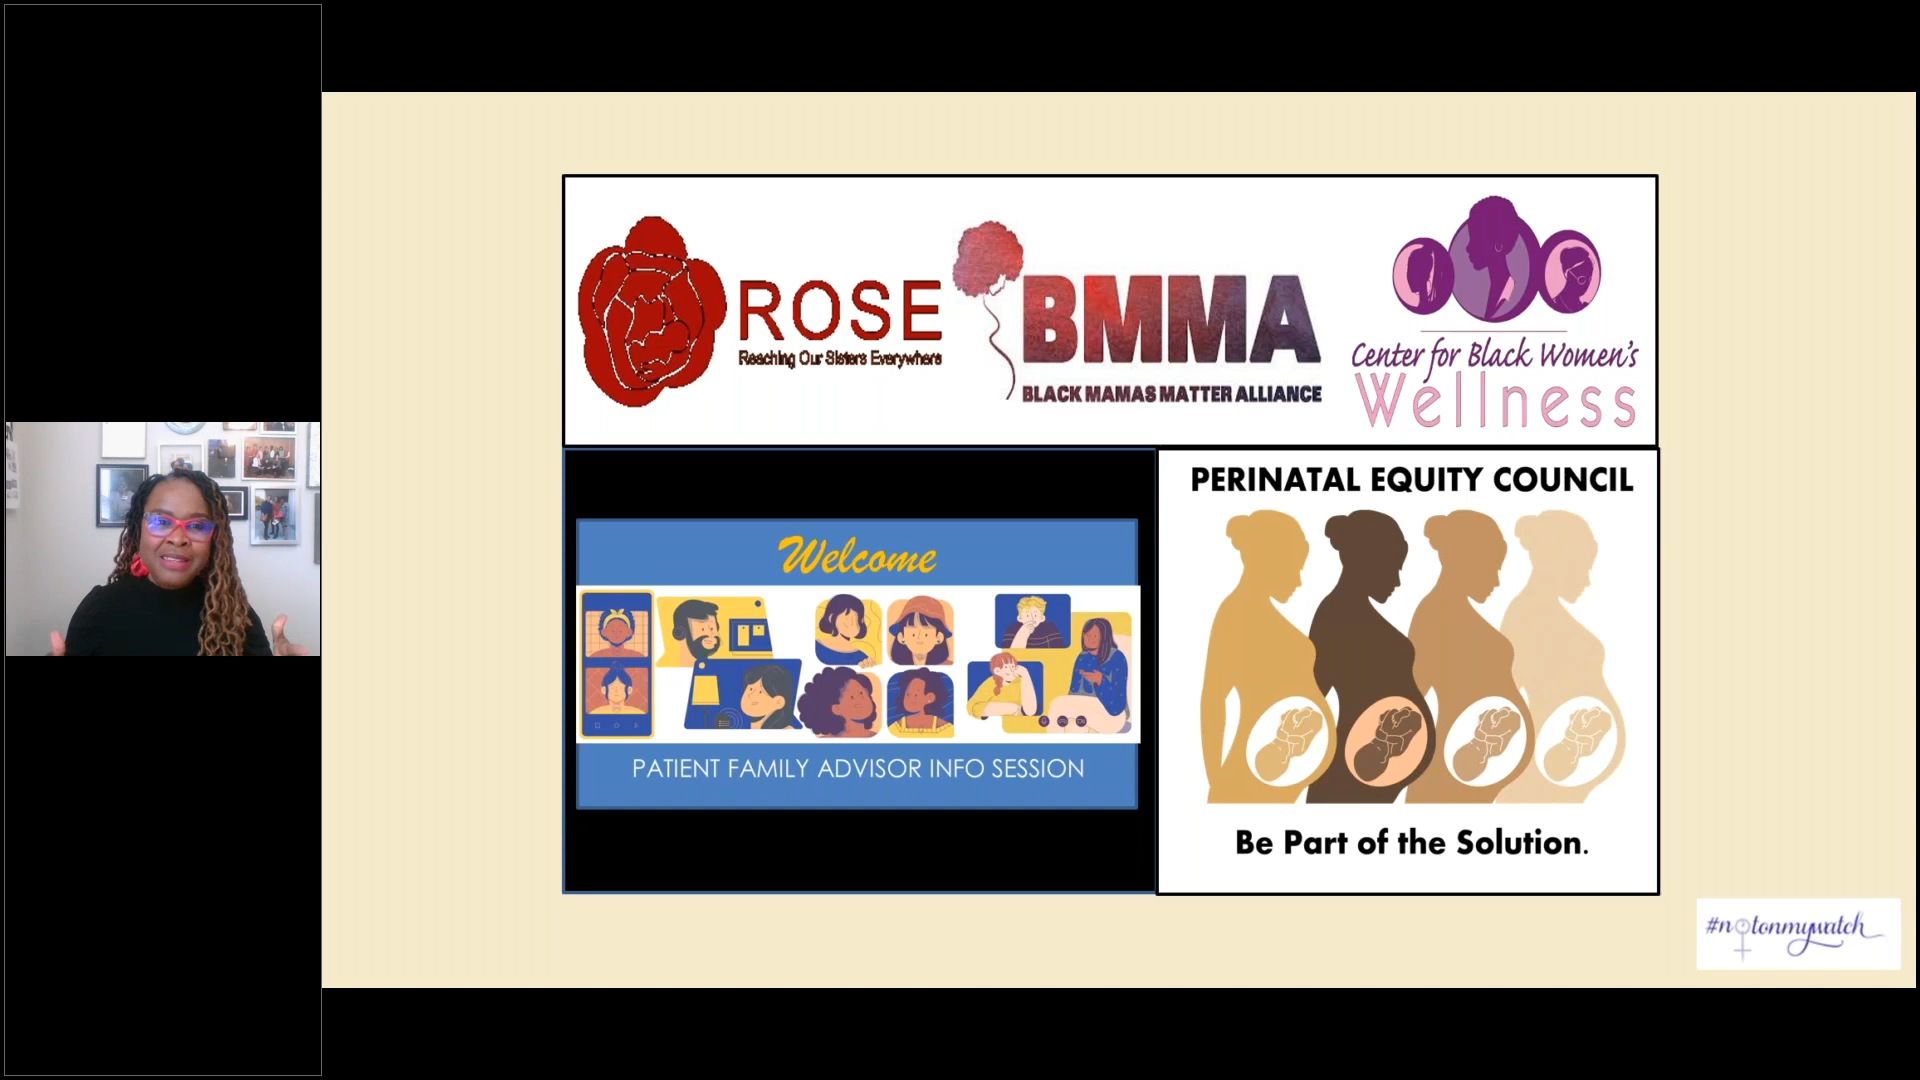 ROSE
Reaching Our Sisters Everywhere
BMMA
BLACK MAMAS MATTER ALLIANCE
Center for Black Women's
Wellness
Welcome
PATIENT FAMILY ADVISOR INFO SESSION
PERINATAL EQUITY COUNCIL
Be Part of the Solution.
#notonmywatch